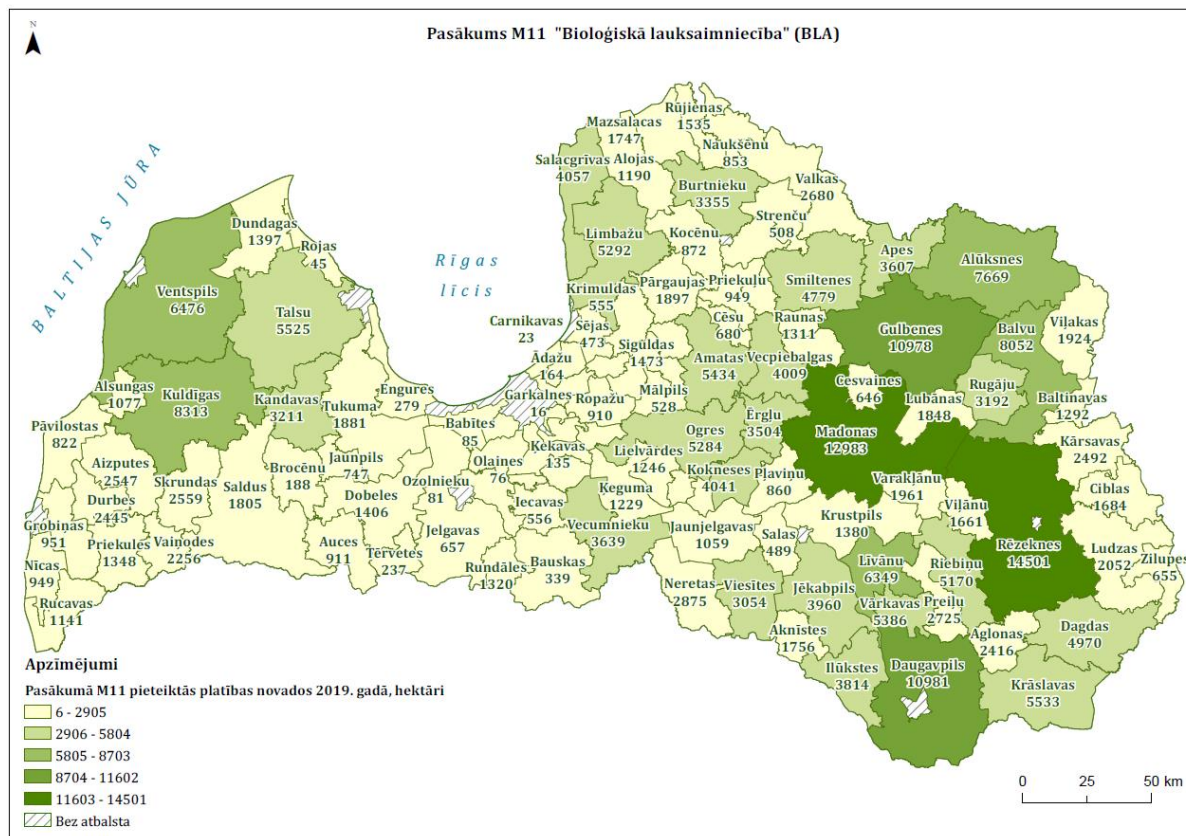 N
Pasākums M11 "Bioloģiskā lauksaimniecība" (BLA)
BALTIJAS JŪRA
Rīgas
līcis
Rūjienas
1535
Mazsalacas
1747
Naukšēnu
853
Salacgrīvas
4057
Alojas
1190
Burtnieku
3355
Valkas
2680
Strenču
508
Dundagas
1397
Rojas
45
Limbažu
5292
Kocēnu
872
Apes
3607
Alūksnes
7669
Ventspils
6476
Talsu
5525
Krimuldas
555
Pārgaujas
1897
Priekuļu
949
Smiltenes
4779
Carnikavas
23
Sējas
473
Siguldas
1473
Cēsu
680
Raunas
1311
Gulbenes
10978
Balvu
8052
Viļakas
1924
Ādažu
164
Amatas
5434
Vecpiebalgas
4009
Alsungas
1077
Kuldīgas
8313
Kandavas
3211
Tukuma
1881
Engures
279
Garkalnes
16
Ropažu
910
Mālpils
528
Cesvaines
646
Lubānas
1848
Rugāju
3192
Baltinavas
1292
Pāvilostas
822
Babītes
85
Ķekavas
135
Ogres
5284
Ērgļu
3504
Madonas
12983
Kārsavas
2492
Aizputes
2547
Skrundas
2559
Saldus
1805
Brocēnu
188
Jaunpils
747
Ozolnieku
81
Olaines
76
Lielvārdes
1246
Kokneses
4041
Pļaviņu
860
Varakļānu
1961
Viļānu
1661
Ciblas
1684
Durbes
2445
Dobeles
1406
Iecavas
556
Ķeguma
1229
Grobiņas
951
Priekules
1348
Vaiņodes
2256
Auces
911
Tērvetes
237
Jelgavas
657
Vecumnieku
3639
Jaunjelgavas
1059
Salas
489
Krustpils
1380
Rēzeknes
14501
Ludzas
2052
Zilupes
655
Nīcas
949
Rundāles
1320
Bauskas
339
Līvānu
6349
Riebiņu
5170
Rucavas
1141
Neretas
2875
Viesītes
3054
Jēkabpils
3960
Vārkavas
5386
Preiļu
2725
Aknīstes
1756
Aglonas
2416
Dagdas
4970
Ilūkstes
3814
Daugavpils
10981
Krāslavas
5533
Apzīmējumi
Pasākumā M11 pieteiktās platības novados 2019. gadā, hektāri
6 - 2905
2906 - 5804
5805 - 8703
8704 - 11602
11603 - 14501
Bez atbalsta
0 25 50 km